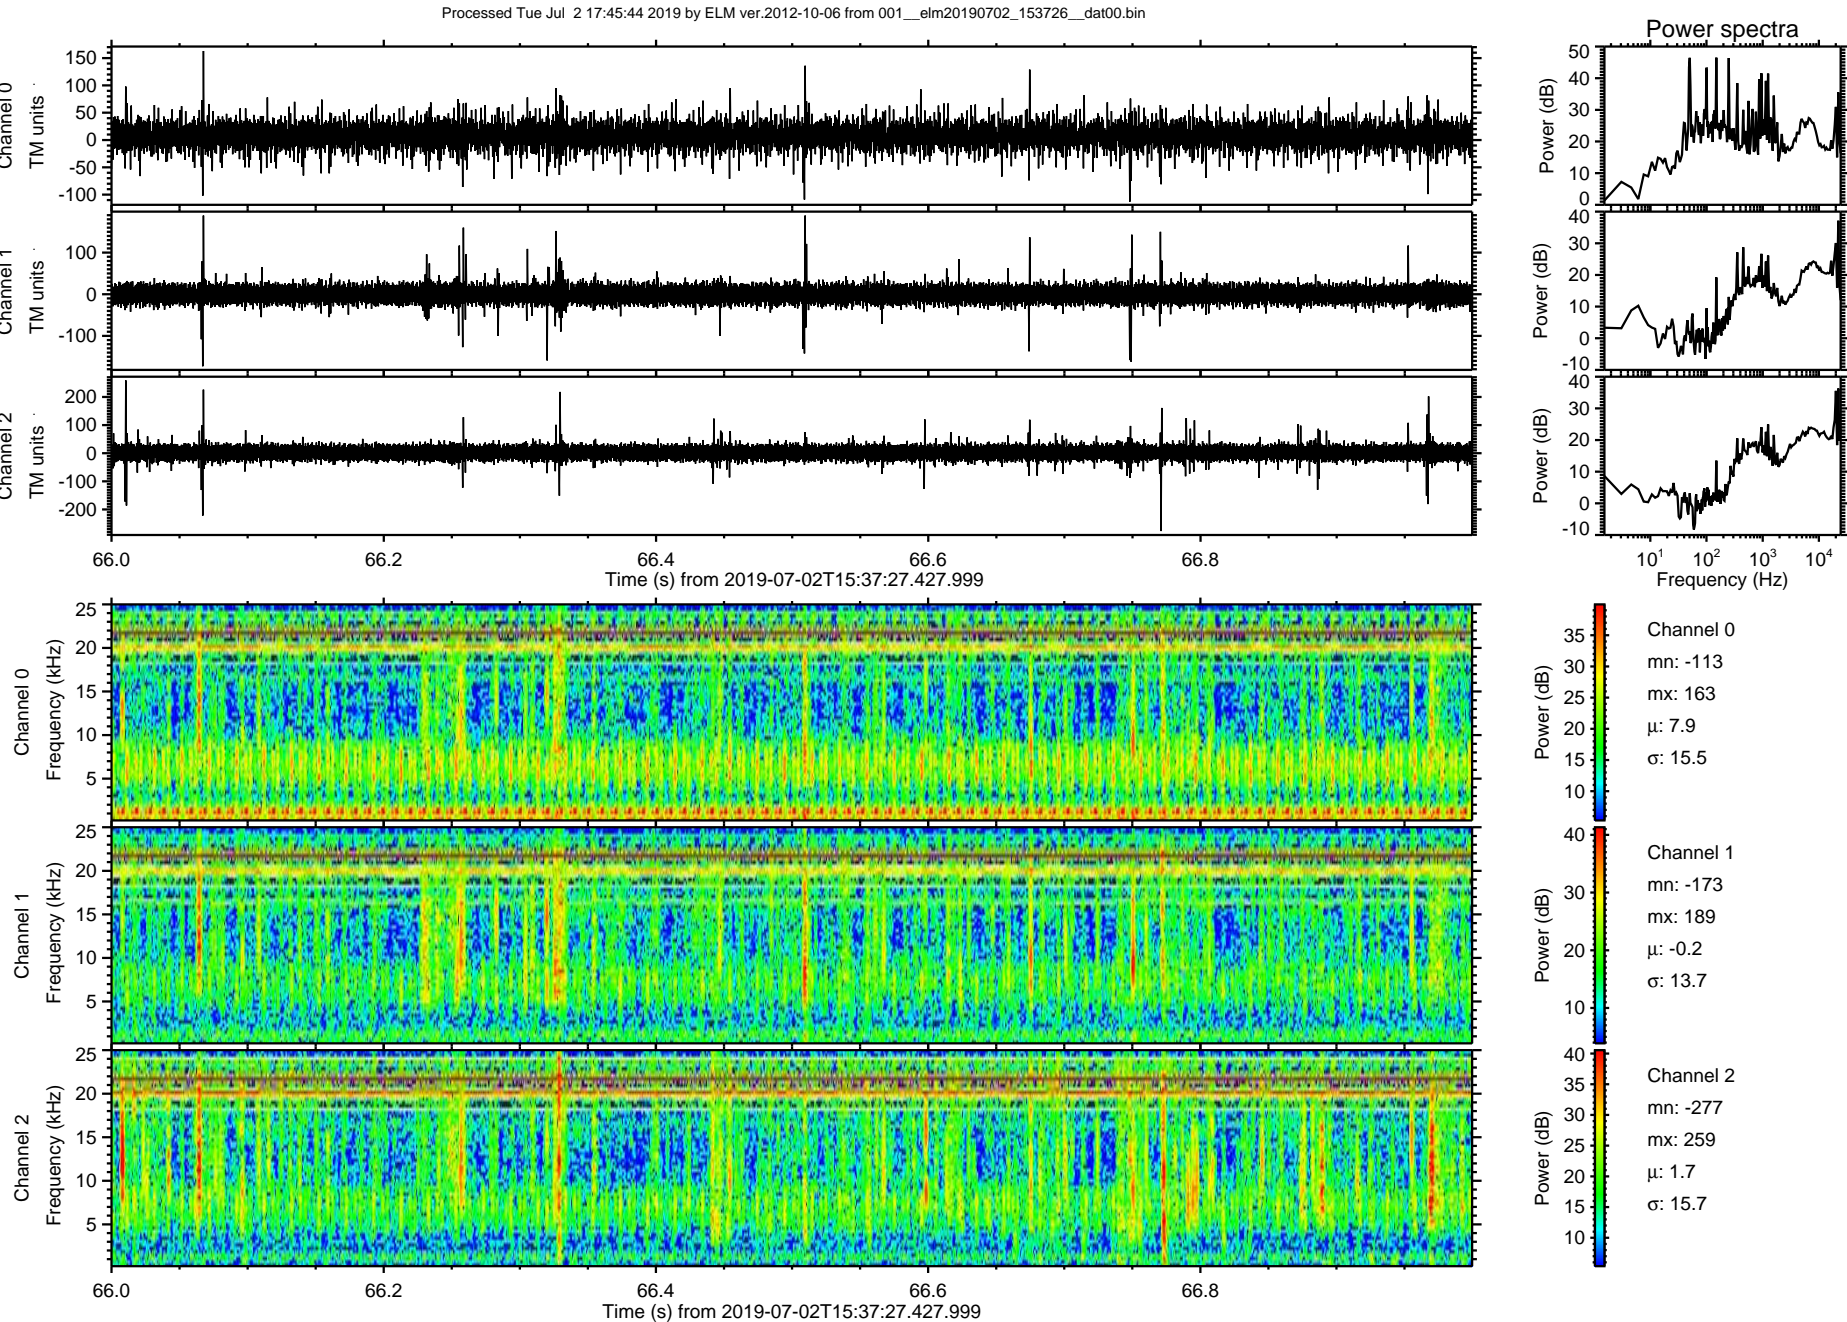 Processed Tue Jul  2 17:45:44 2019 by ELM ver.2012-10-06 from 001__elm20190702_153726__dat00.bin
Power spectra
Channel 0
TM units
150
100
50
0
-50
-100
Power (dB)
50
40
30
20
10
0
Channel 1
TM units
100
0
-100
Power (dB)
40
30
20
10
0
-10
Channel 2
TM units
200
100
0
-100
-200
Power (dB)
40
30
20
10
0
-10
66.0 66.2 66.4 66.6 66.8
Time (s) from 2019-07-02T15:37:27.427.999
10^1 10^2 10^3 10^4
Frequency (Hz)
Channel 0
Frequency (kHz)
25
20
15
10
5
Power (dB)
35
30
25
20
15
10
Channel 0
mn: -113
mx: 163
μ: 7.9
σ: 15.5
Channel 1
Frequency (kHz)
25
20
15
10
5
Power (dB)
40
30
20
10
Channel 1
mn: -173
mx: 189
μ: -0.2
σ: 13.7
Channel 2
Frequency (kHz)
25
20
15
10
5
Power (dB)
40
35
30
25
20
15
10
Channel 2
mn: -277
mx: 259
μ: 1.7
σ: 15.7
66.0 66.2 66.4 66.6 66.8
Time (s) from 2019-07-02T15:37:27.427.999